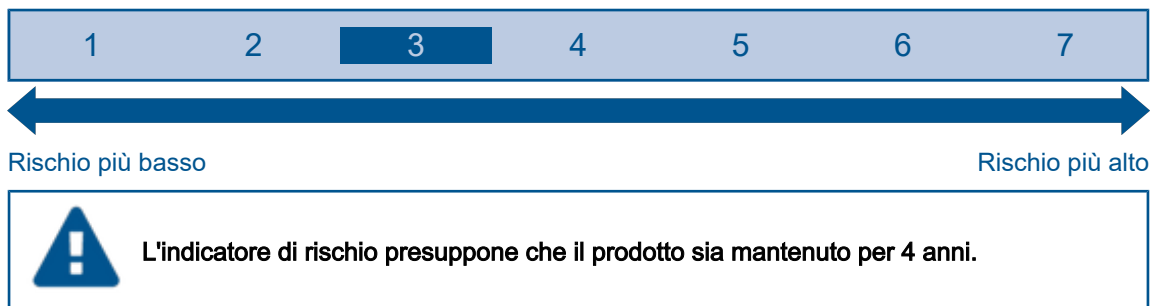 1 2 3 4 5 6 7
Rischio più basso Rischio più alto
L'indicatore di rischio presuppone che il prodotto sia mantenuto per 4 anni.